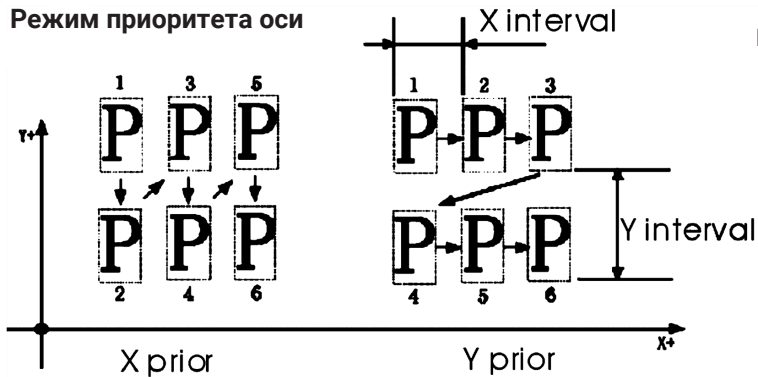 Режим приоритета оси
X interval
1 3 5
P P P
2 4 6
P P P
1 2 3
P P P
4 5 6
P P P
Y interval
Y+
X+
X prior
Y prior